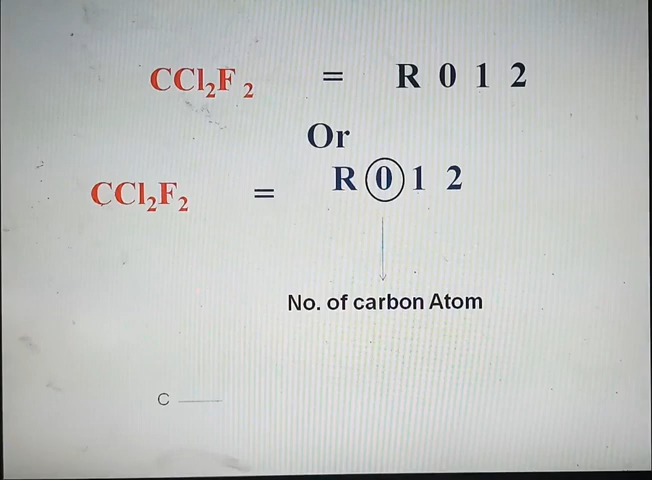 CCl₂F₂ = R 0 1 2
Or
CCl₂F₂ = R 0 1 2
No. of carbon Atom
C